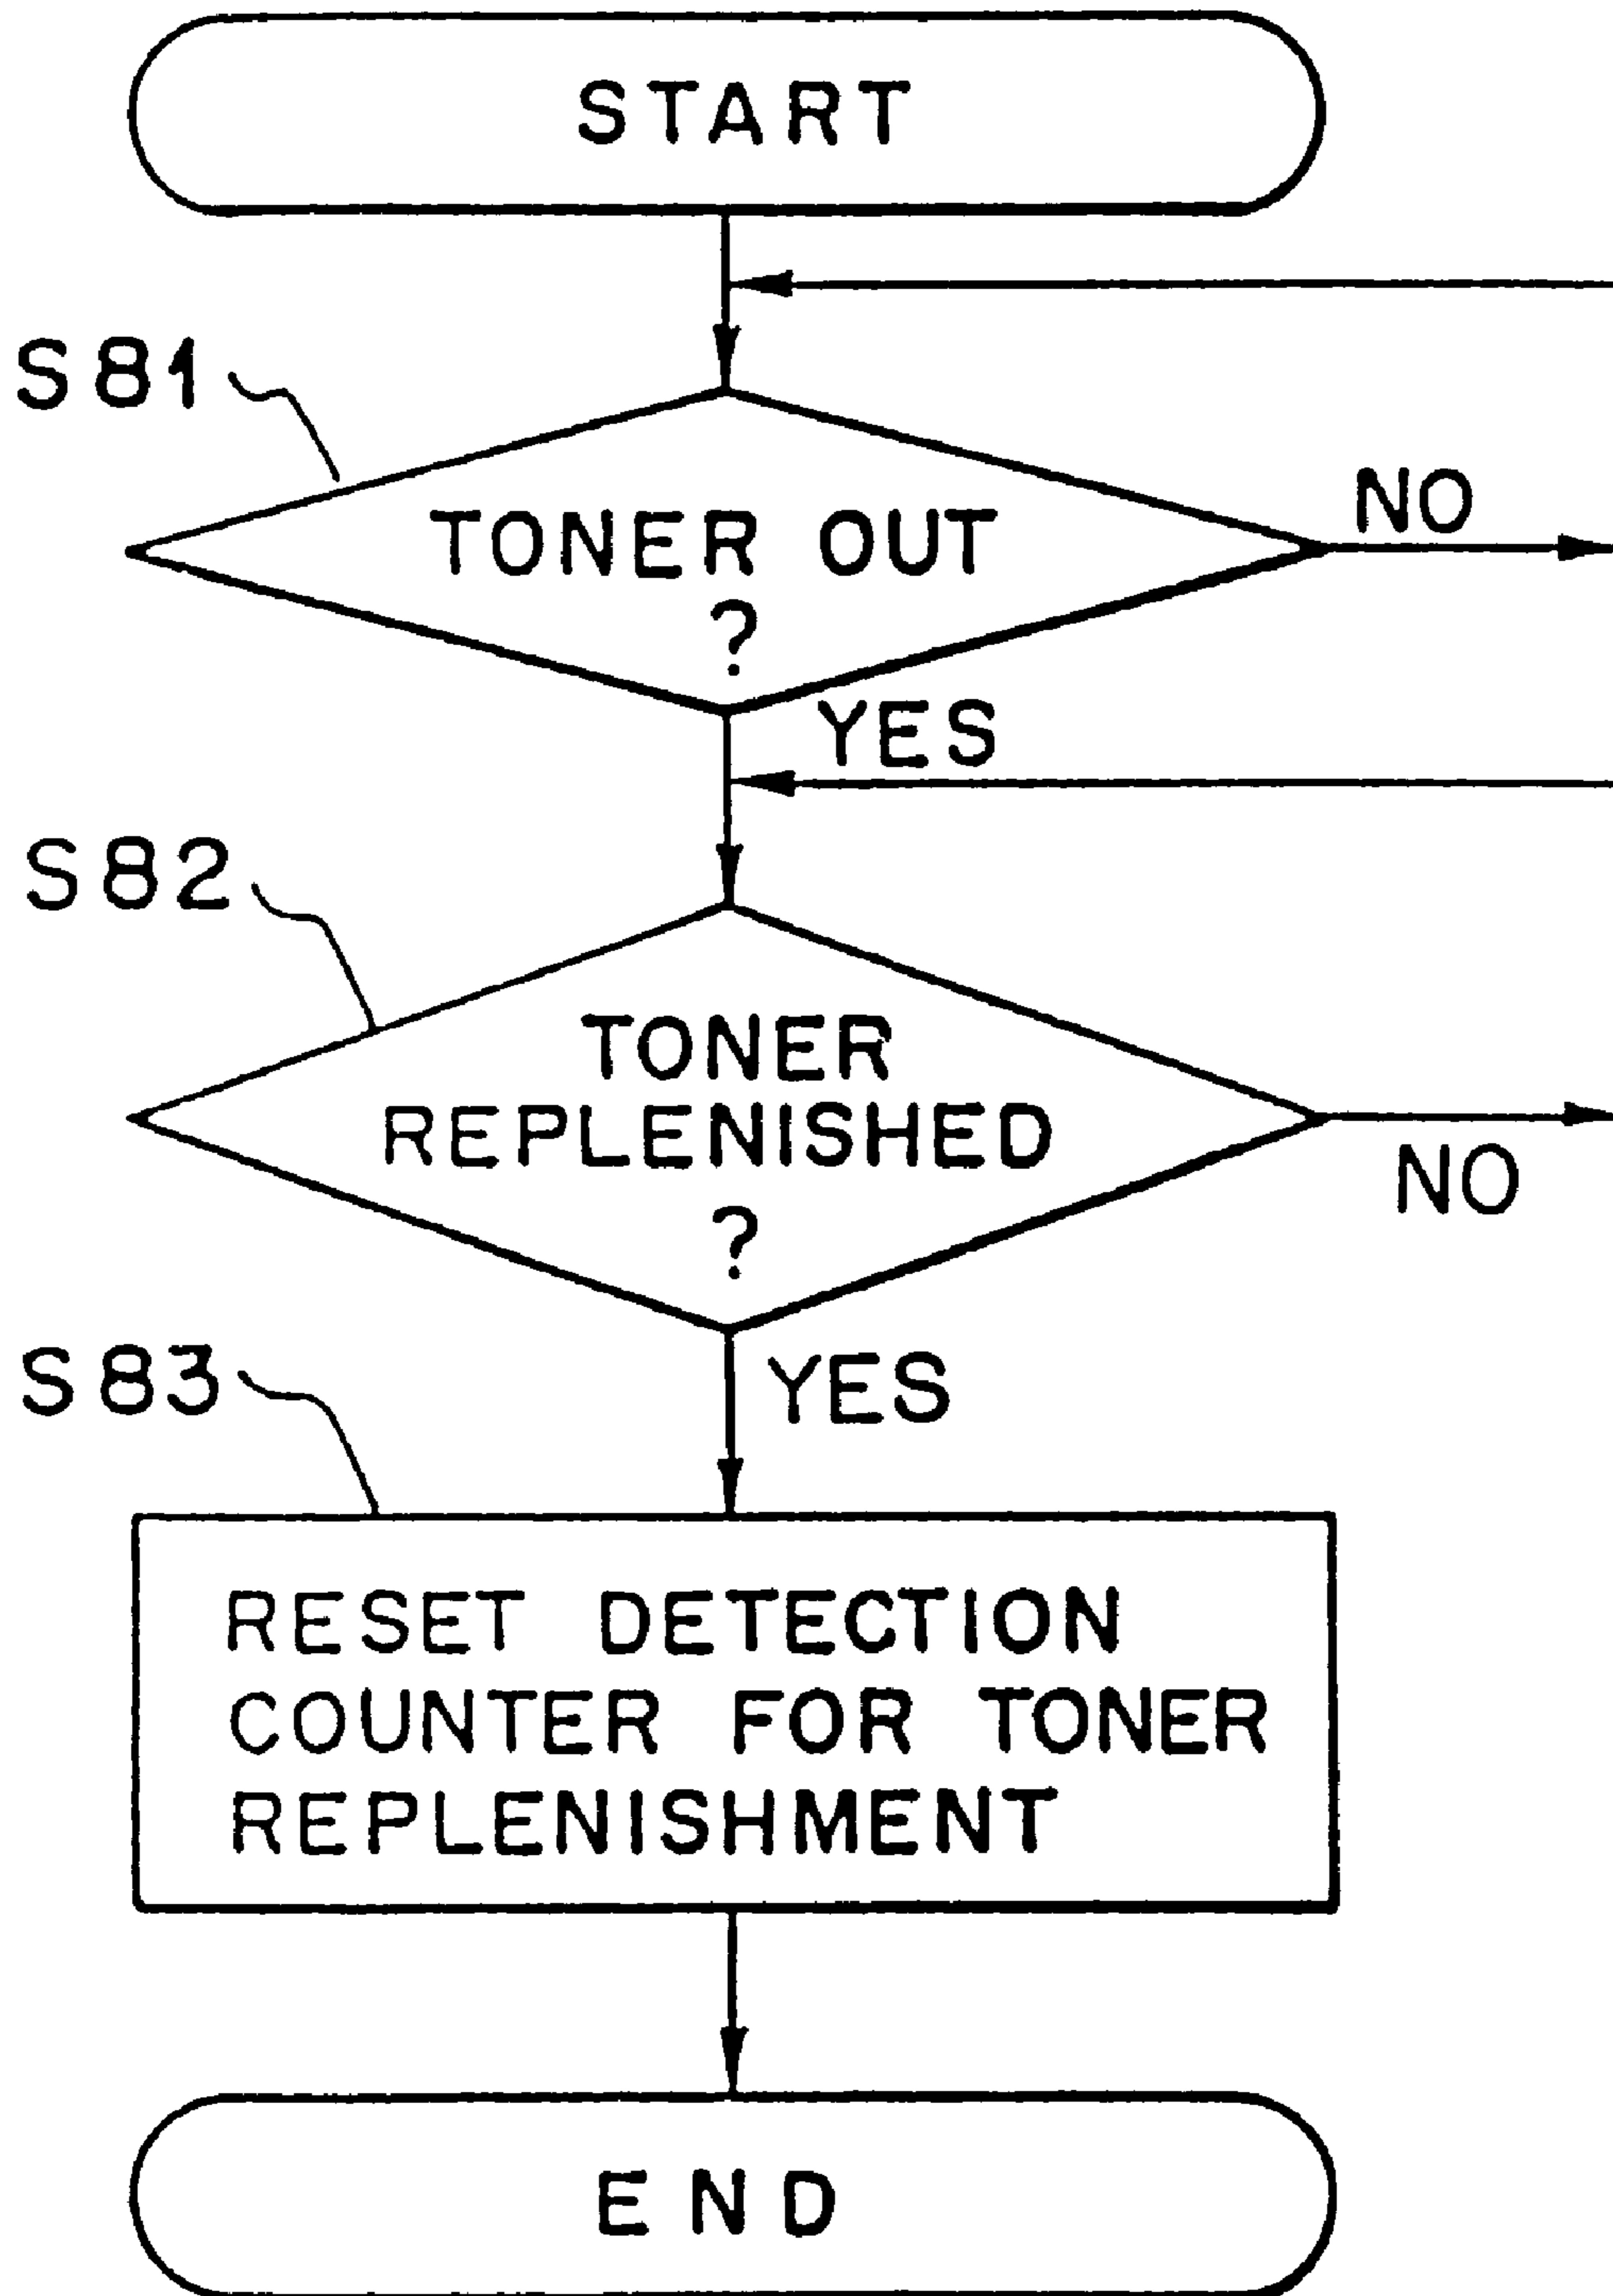 START
S81
TONER OUT
?
NO
YES
S82
TONER
REPLENISHED
?
NO
S83
YES
RESET DETECTION
COUNTER FOR TONER
REPLENISHMENT
END